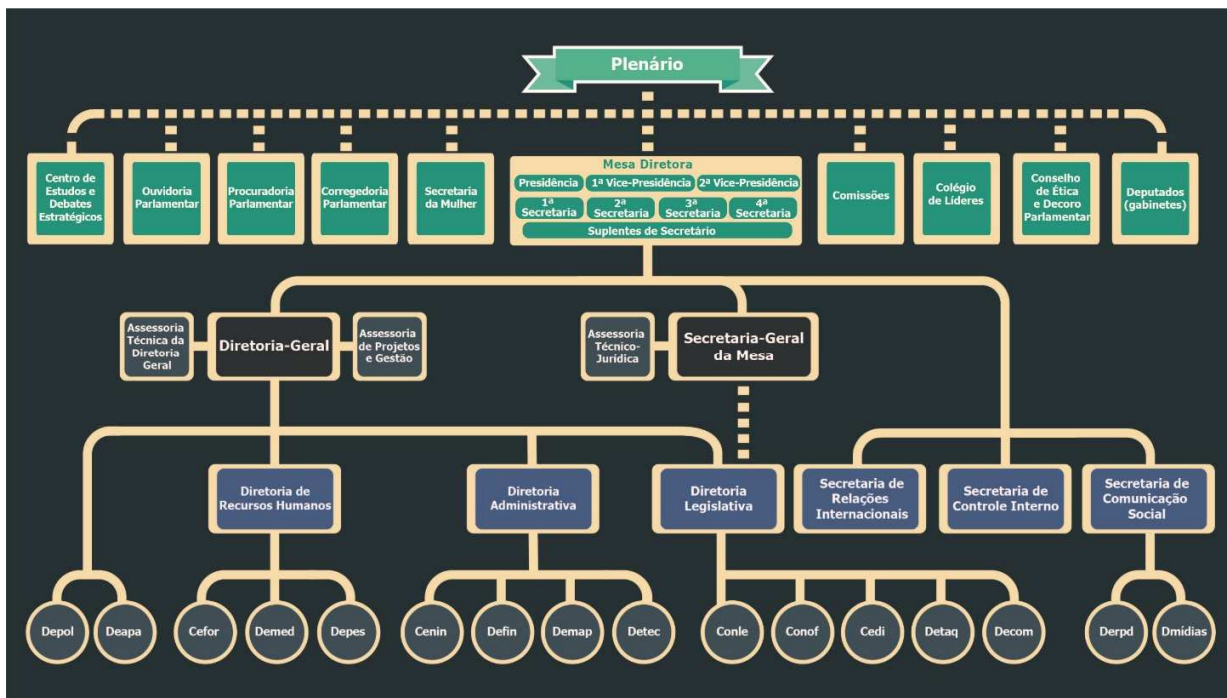 Plenário
Centro de
Estudos e
Debates
Estratégicos
Ouvidoria
Parlamentar
Procuradoria
Parlamentar
Corregedoria
Parlamentar
Secretaria
da Mulher
Mesa Diretora
Presidência
1ª Vice-Presidência
2ª Vice-Presidência
1ª
Secretaria
2ª
Secretaria
3ª
Secretaria
4ª
Secretaria
Suplentes de Secretário
Comissões
Colégio
de Líderes
Conselho
de Ética
e Decoro
Parlamentar
Deputados
(gabinetes)
Assessoria
Técnica da
Diretoria
Geral
Diretoria-Geral
Assessoria
de Projetos
e Gestão
Assessoria
Técnico-
Jurídica
Secretaria-Geral
da Mesa
Diretoria de
Recursos Humanos
Diretoria
Administrativa
Diretoria
Legislativa
Secretaria de
Relações
Internacionais
Secretaria de
Controle Interno
Secretaria de
Comunicação
Social
Depol
Deapa
Cefor
Demed
Depes
Cenin
Defin
Demap
Detec
Conle
Conof
Cedi
Detaq
Decom
Derpd
Dmídias